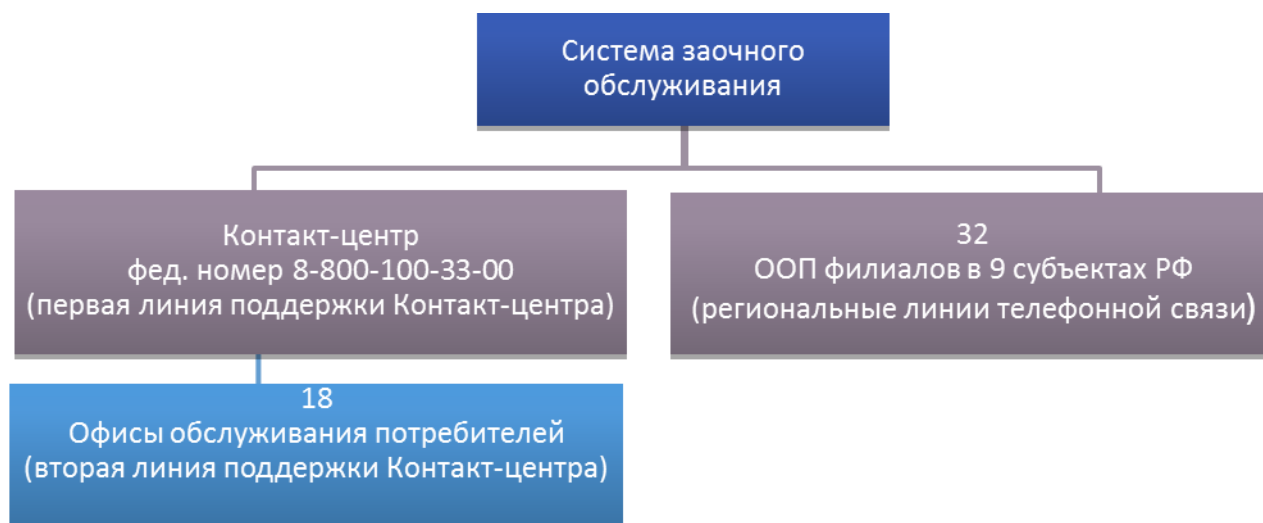 Система заочного
обслуживания
Контакт-центр
фед. номер 8-800-100-33-00
(первая линия поддержки Контакт-центра)
32
ООП филиалов в 9 субъектах РФ
(региональные линии телефонной связи)
18
Офисы обслуживания потребителей
(вторая линия поддержки Контакт-центра)